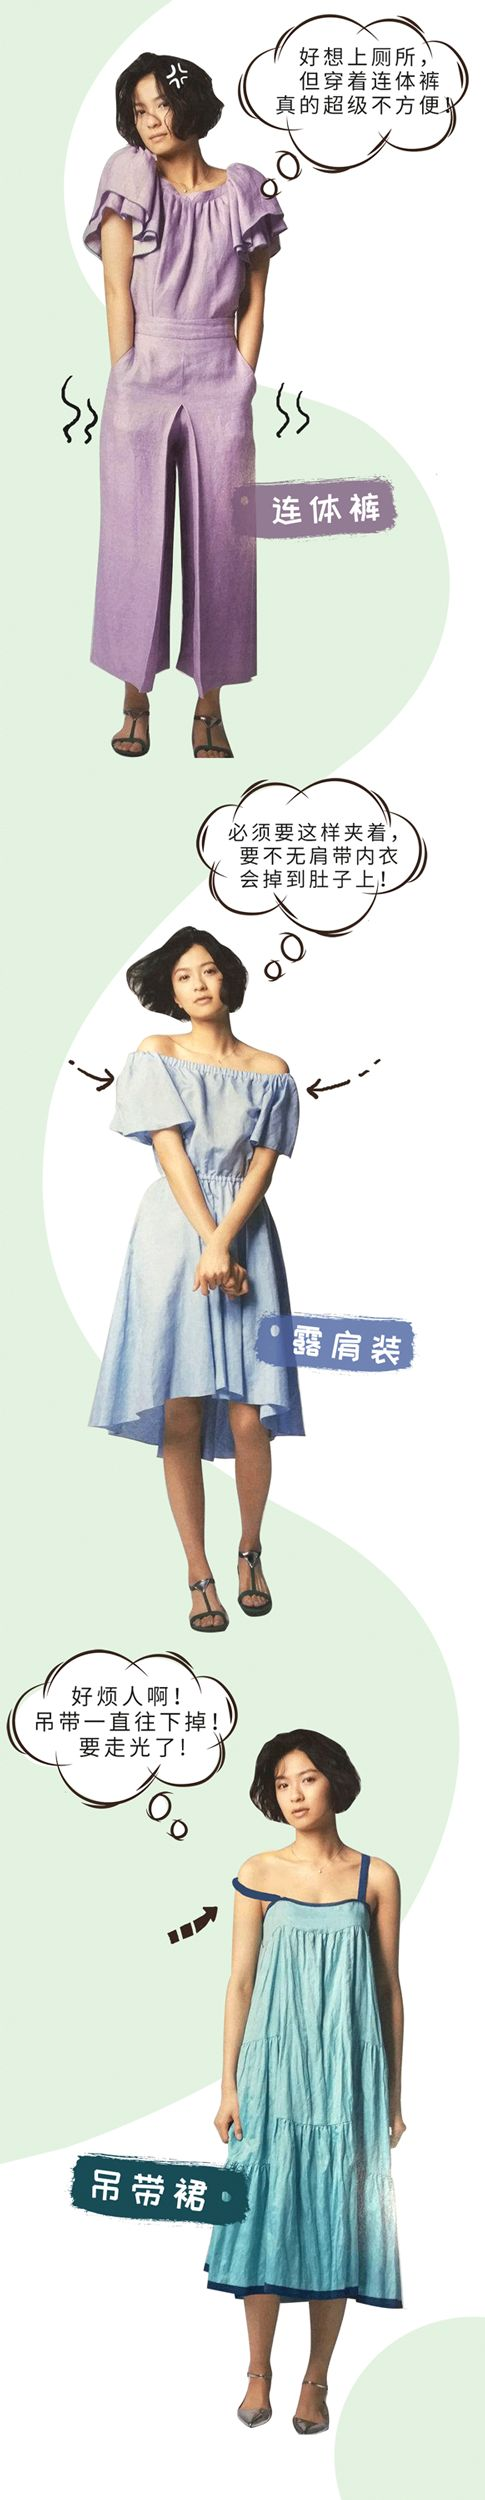 好想上厕所，
但穿着连体裤
真的超级不方便！
连体裤
必须要这样夹着，
要不无肩带内衣
会掉到肚子上！
露肩装
好烦人啊！
吊带一直往下掉！
要走光了！
吊带裙